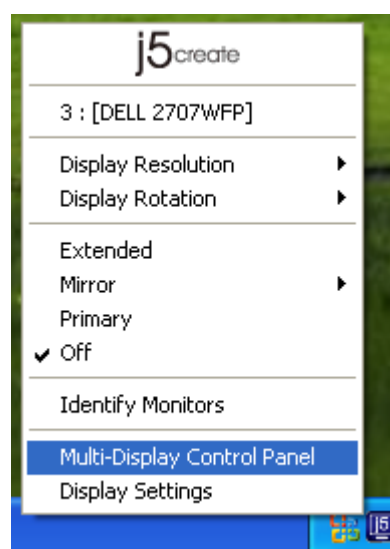 j5create
3 : [DELL 2707WFP]
Display Resolution
Display Rotation
Extended
Mirror
Primary
Off
Identify Monitors
Multi-Display Control Panel
Display Settings
j5